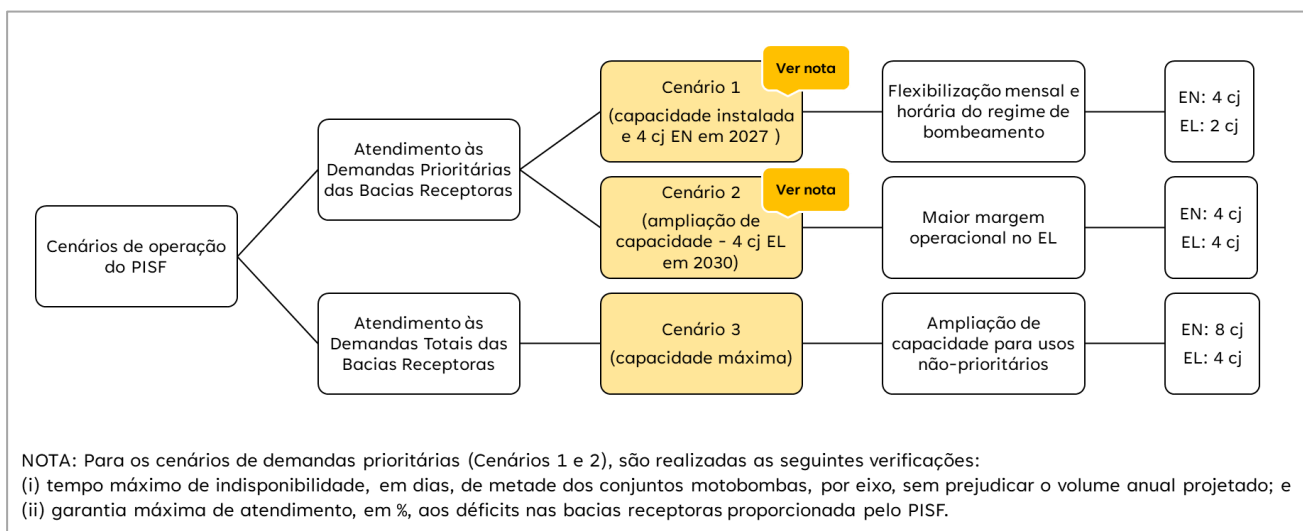 Cenários de operação
do PISF
Atendimento às
Demandas Prioritárias
das Bacias Receptoras
Ver nota
Cenário 1
(capacidade instalada
e 4 cj EN em 2027 )
Flexibilização mensal e
horária do regime de
bombeamento
EN: 4 cj
EL: 2 cj
Ver nota
Cenário 2
(ampliação de
capacidade - 4 cj EL
em 2030)
Maior margem
operacional no EL
EN: 4 cj
EL: 4 cj
Atendimento às
Demandas Totais das
Bacias Receptoras
Cenário 3
(capacidade máxima)
Ampliação de
capacidade para usos
não-prioritários
EN: 8 cj
EL: 4 cj
NOTA: Para os cenários de demandas prioritárias (Cenários 1 e 2), são realizadas as seguintes verificações:
(i) tempo máximo de indisponibilidade, em dias, de metade dos conjuntos motobombas, por eixo, sem prejudicar o volume anual projetado; e
(ii) garantia máxima de atendimento, em %, aos déficits nas bacias receptoras proporcionada pelo PISF.